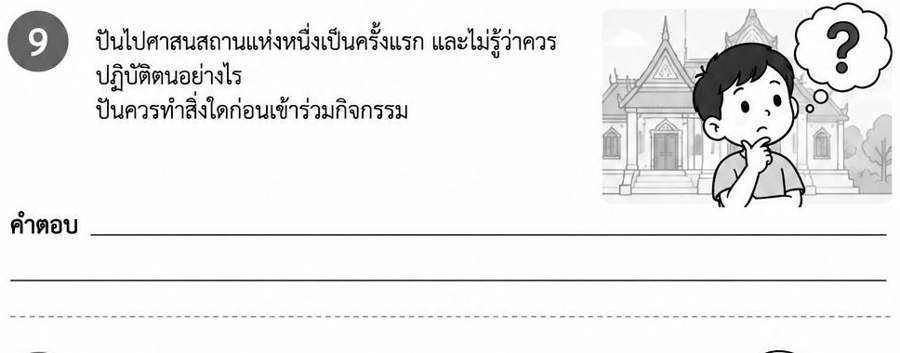 9
ปันไปศาสนสถานแห่งหนึ่งเป็นครั้งแรก และไม่รู้ว่าควร
ปฏิบัติตนอย่างไร
ปันควรทำสิ่งใดก่อนเข้าร่วมกิจกรรม
?
คำตอบ